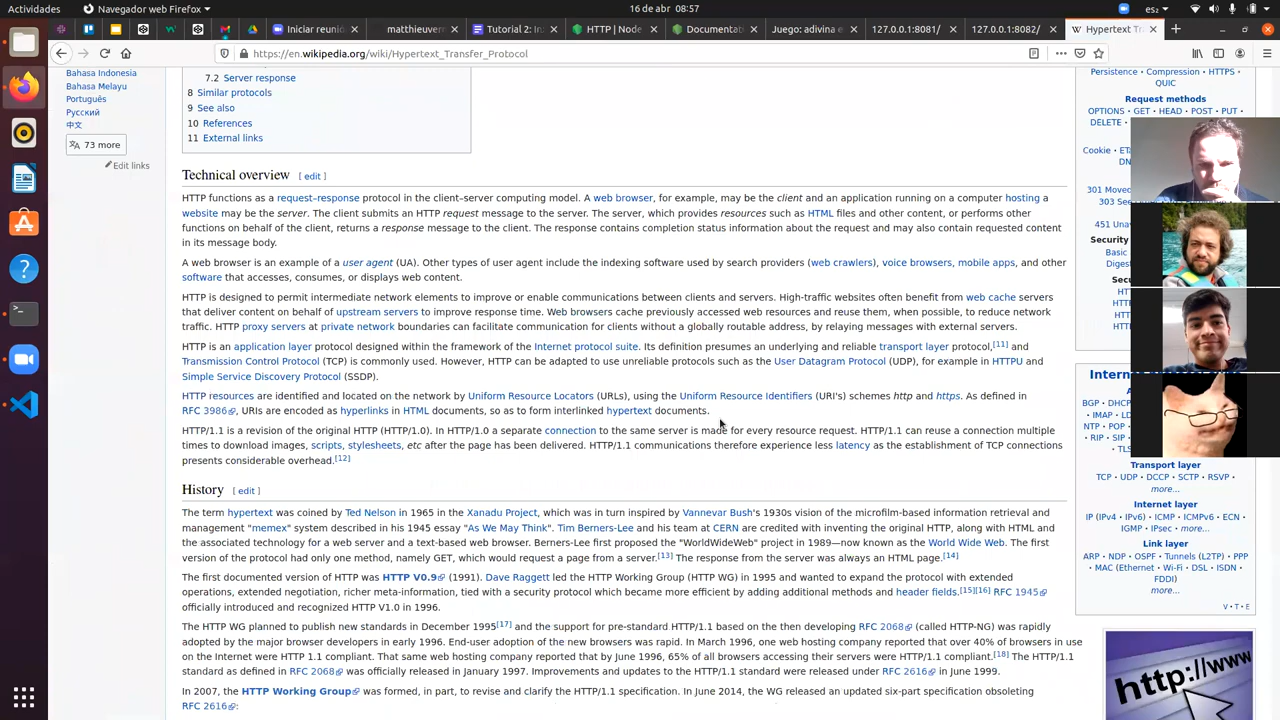 Actividades
Navegador web Firefox
16 de abr 08:57
es2
Iniciar reunió
matthieuver
Tutorial 2: In
HTTP | Node
Documentat
Juego: adivina e
127.0.0.1:8081/
127.0.0.1:8082/
Hypertext Tr
https://en.wikipedia.org/wiki/Hypertext_Transfer_Protocol
Bahasa Indonesia
Bahasa Melayu
Português
Русский
中文
73 more
Edit links
7.2 Server response
8 Similar protocols
9 See also
10 References
11 External links
Technical overview [ edit ]
HTTP functions as a request–response protocol in the client–server computing model. A web browser, for example, may be the client and an application running on a computer hosting a
website may be the server. The client submits an HTTP request message to the server. The server, which provides resources such as HTML files and other content, or performs other
functions on behalf of the client, returns a response message to the client. The response contains completion status information about the request and may also contain requested content
in its message body.
A web browser is an example of a user agent (UA). Other types of user agent include the indexing software used by search providers (web crawlers), voice browsers, mobile apps, and other
software that accesses, consumes, or displays web content.
HTTP is designed to permit intermediate network elements to improve or enable communications between clients and servers. High-traffic websites often benefit from web cache servers
that deliver content on behalf of upstream servers to improve response time. Web browsers cache previously accessed web resources and reuse them, when possible, to reduce network
traffic. HTTP proxy servers at private network boundaries can facilitate communication for clients without a globally routable address, by relaying messages with external servers.
HTTP is an application layer protocol designed within the framework of the Internet protocol suite. Its definition presumes an underlying and reliable transport layer protocol,[11] and
Transmission Control Protocol (TCP) is commonly used. However, HTTP can be adapted to use unreliable protocols such as the User Datagram Protocol (UDP), for example in HTTPU and
Simple Service Discovery Protocol (SSDP).
HTTP resources are identified and located on the network by Uniform Resource Locators (URLs), using the Uniform Resource Identifiers (URI's) schemes http and https. As defined in
RFC 3986, URIs are encoded as hyperlinks in HTML documents, so as to form interlinked hypertext documents.
HTTP/1.1 is a revision of the original HTTP (HTTP/1.0). In HTTP/1.0 a separate connection to the same server is made for every resource request. HTTP/1.1 can reuse a connection multiple
times to download images, scripts, stylesheets, etc after the page has been delivered. HTTP/1.1 communications therefore experience less latency as the establishment of TCP connections
presents considerable overhead.[12]
History [ edit ]
The term hypertext was coined by Ted Nelson in 1965 in the Xanadu Project, which was in turn inspired by Vannevar Bush's 1930s vision of the microfilm-based information retrieval and
management "memex" system described in his 1945 essay "As We May Think". Tim Berners-Lee and his team at CERN are credited with inventing the original HTTP, along with HTML and
the associated technology for a web server and a text-based web browser. Berners-Lee first proposed the "WorldWideWeb" project in 1989—now known as the World Wide Web. The first
version of the protocol had only one method, namely GET, which would request a page from a server.[13] The response from the server was always an HTML page.[14]
The first documented version of HTTP was HTTP V0.9 (1991). Dave Raggett led the HTTP Working Group (HTTP WG) in 1995 and wanted to expand the protocol with extended
operations, extended negotiation, richer meta-information, tied with a security protocol which became more efficient by adding additional methods and header fields.[15][16] RFC 1945
officially introduced and recognized HTTP V1.0 in 1996.
The HTTP WG planned to publish new standards in December 1995[17] and the support for pre-standard HTTP/1.1 based on the then developing RFC 2068 (called HTTP-NG) was rapidly
adopted by the major browser developers in early 1996. End-user adoption of the new browsers was rapid. In March 1996, one web hosting company reported that over 40% of browsers in use
on the Internet were HTTP 1.1 compliant. That same web hosting company reported that by June 1996, 65% of all browsers accessing their servers were HTTP/1.1 compliant.[18] The HTTP/1.1
standard as defined in RFC 2068 was officially released in January 1997. Improvements and updates to the HTTP/1.1 standard were released under RFC 2616 in June 1999.
In 2007, the HTTP Working Group was formed, in part, to revise and clarify the HTTP/1.1 specification. In June 2014, the WG released an updated six-part specification obsoleting
RFC 2616:
Persistence · Compression · HTTPS ·
QUIC
Request methods
OPTIONS · GET · HEAD · POST · PUT ·
DELETE ·
Cookie · ET
DN
301 Move
303 See
451 Unav
Security
Basic
Digest
Secu
HT
HTT
HTT
HTT
Intern
BGP · DHCP
· IMAP · LD
NTP · POP
· RIP · SIP
TLS
Transport layer
TCP · UDP · DCCP · SCTP · RSVP ·
more...
Internet layer
IP (IPv4 · IPv6) · ICMP · ICMPv6 · ECN ·
IGMP · IPsec · more...
Link layer
ARP · NDP · OSPF · Tunnels (L2TP) · PPP
· MAC (Ethernet · Wi-Fi · DSL · ISDN ·
FDDI)
more...
V · T · E
http://www